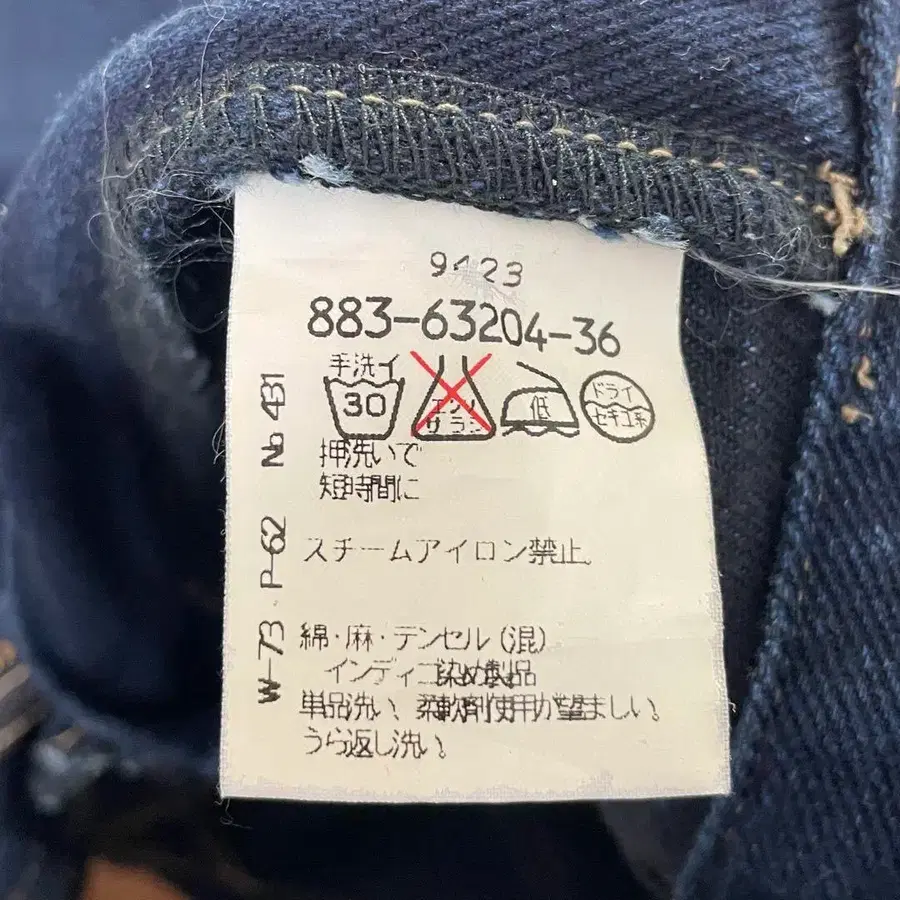 9423
883-63204-36
手洗イ
30
エンソ
サラシ
低
ドライ
セキユ系
押洗いで
短時間に
スチームアイロン禁止。
綿・麻・テンセル(混)
インディゴ染め製品
単品洗い、柔軟剤使用が望ましい。
うら返し洗い。
W-73 P-62 No 431